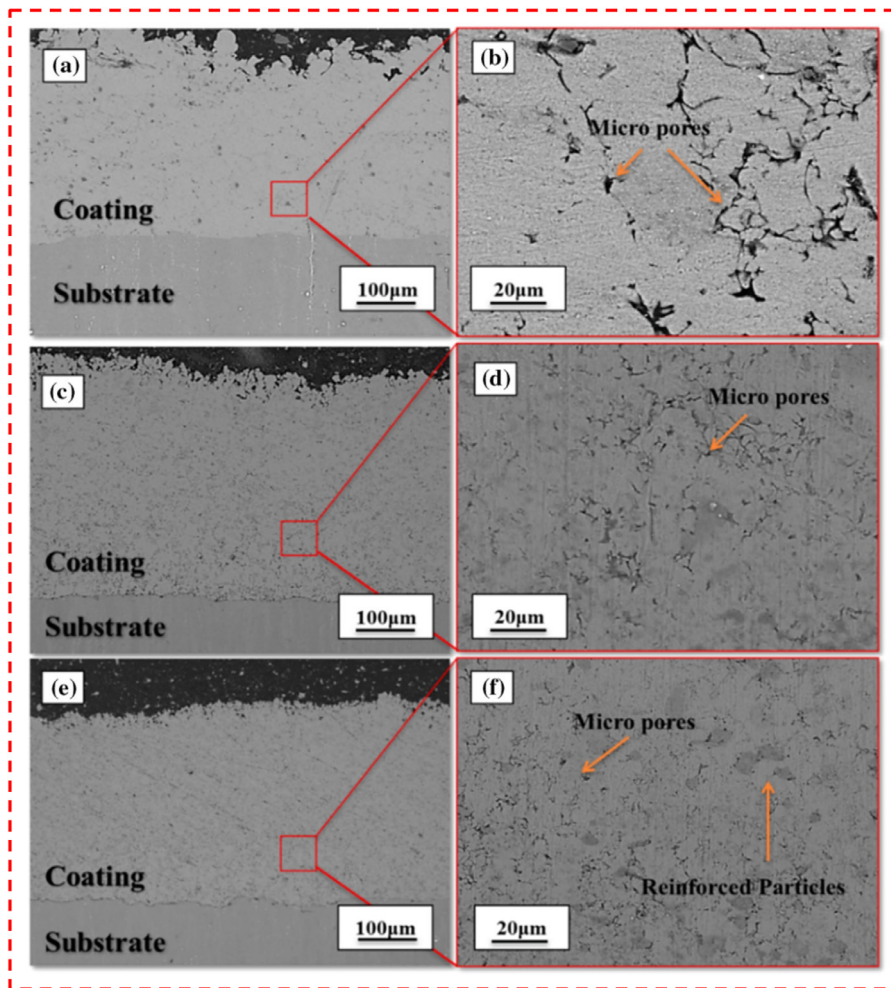 (a)
Coating
Substrate
100μm
(b)
Micro pores
20μm
(c)
Coating
Substrate
100μm
(d)
Micro pores
20μm
(e)
Coating
Substrate
100μm
(f)
Micro pores
Reinforced Particles
20μm